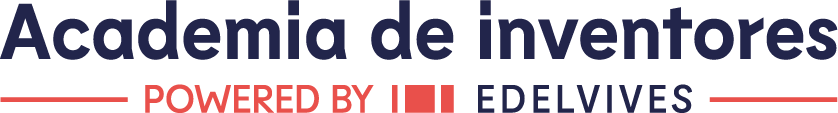 Academia de inventores
POWERED BY EDELVIVES